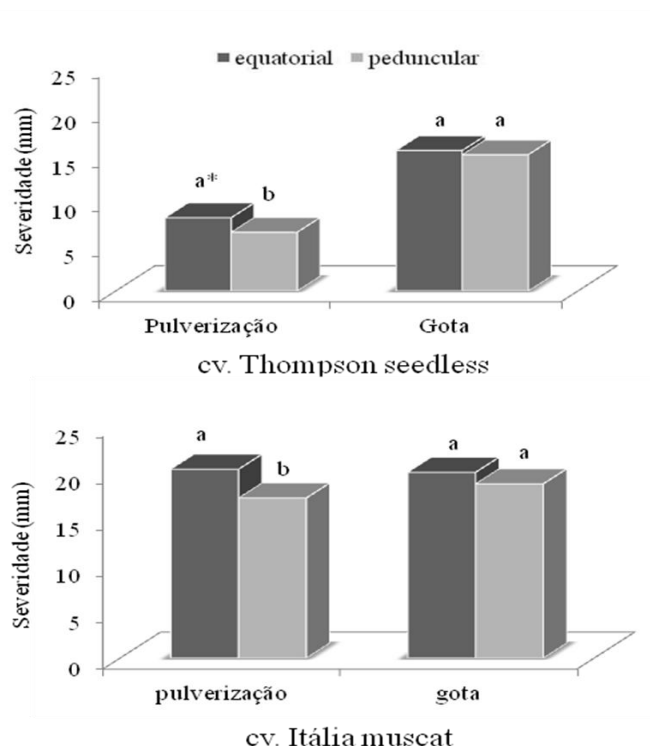 equatorial peduncular
25
20
15
10
5
0
Severidade (mm)
a* b a a
Pulverização Gota
cv. Thompson seedless
25
20
15
10
5
0
Severidade (mm)
a b a a
pulverização gota
cv. Itália muscat